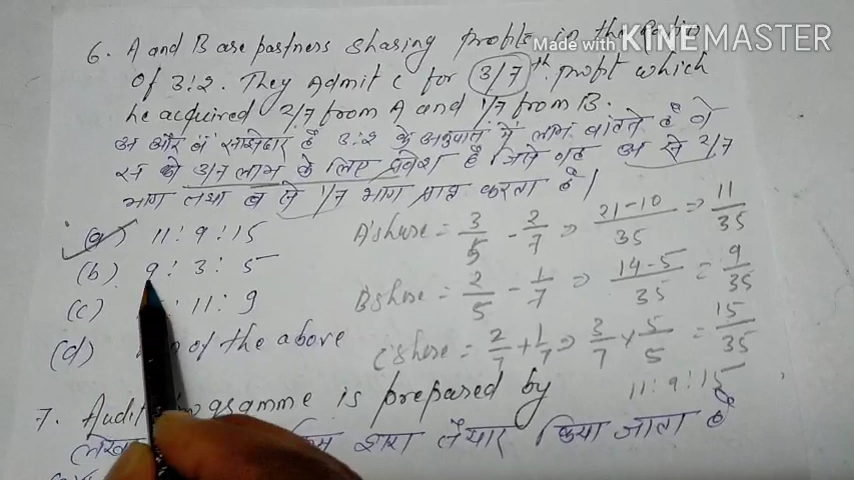 6. A and B are partners sharing profits in the Ratio
Made with KINEMASTER
of 3:2. They Admit C for 3/7th profit which
he acquired 2/7 from A and 1/7 from B.
अ और ब साझेदार हैं 3:2 के अनुपात में लाभ बांटते हैं वे
स को 3/7 लाभ के लिए प्रवेश है जिसे वह अ से 2/7
भाग तथा ब से 1/7 भाग प्राप्त करता है।
(a) 11:9:15
(b) 9:3:5
(c) : 11:9
(d) of the above
A's share = 3/5 - 2/7 ⇒ 21-10/35 ⇒ 11/35
B's share = 2/5 - 1/7 ⇒ 14-5/35 = 9/35
C's share = 2/7 + 1/7 ⇒ 3/7 × 5/5 = 15/35
11:9:15
7. Audit is prepared by
तैयार किया जाता है